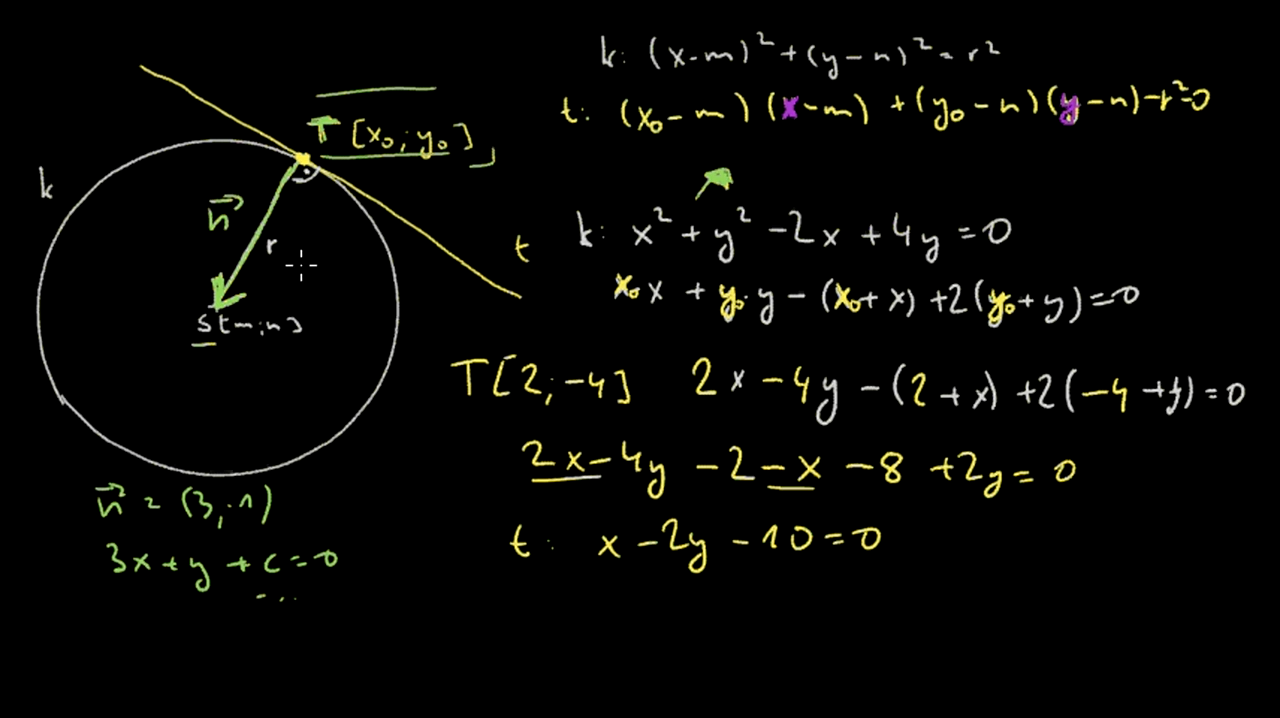 k: (x-m)² + (y-n)² = r²
t: (x₀-m)(x-m) + (y₀-n)(y-n) - r² = 0
T [x₀; y₀]
k
n⃗
r
t
S[m;n]
k: x² + y² - 2x + 4y = 0
x₀x + y₀·y - (x₀+x) + 2(y₀+y) = 0
T[2;-4] 2x - 4y - (2+x) + 2(-4+y) = 0
2x - 4y - 2 - x - 8 + 2y = 0
t: x - 2y - 10 = 0
n⃗ = (3, 1)
3x + y + c = 0